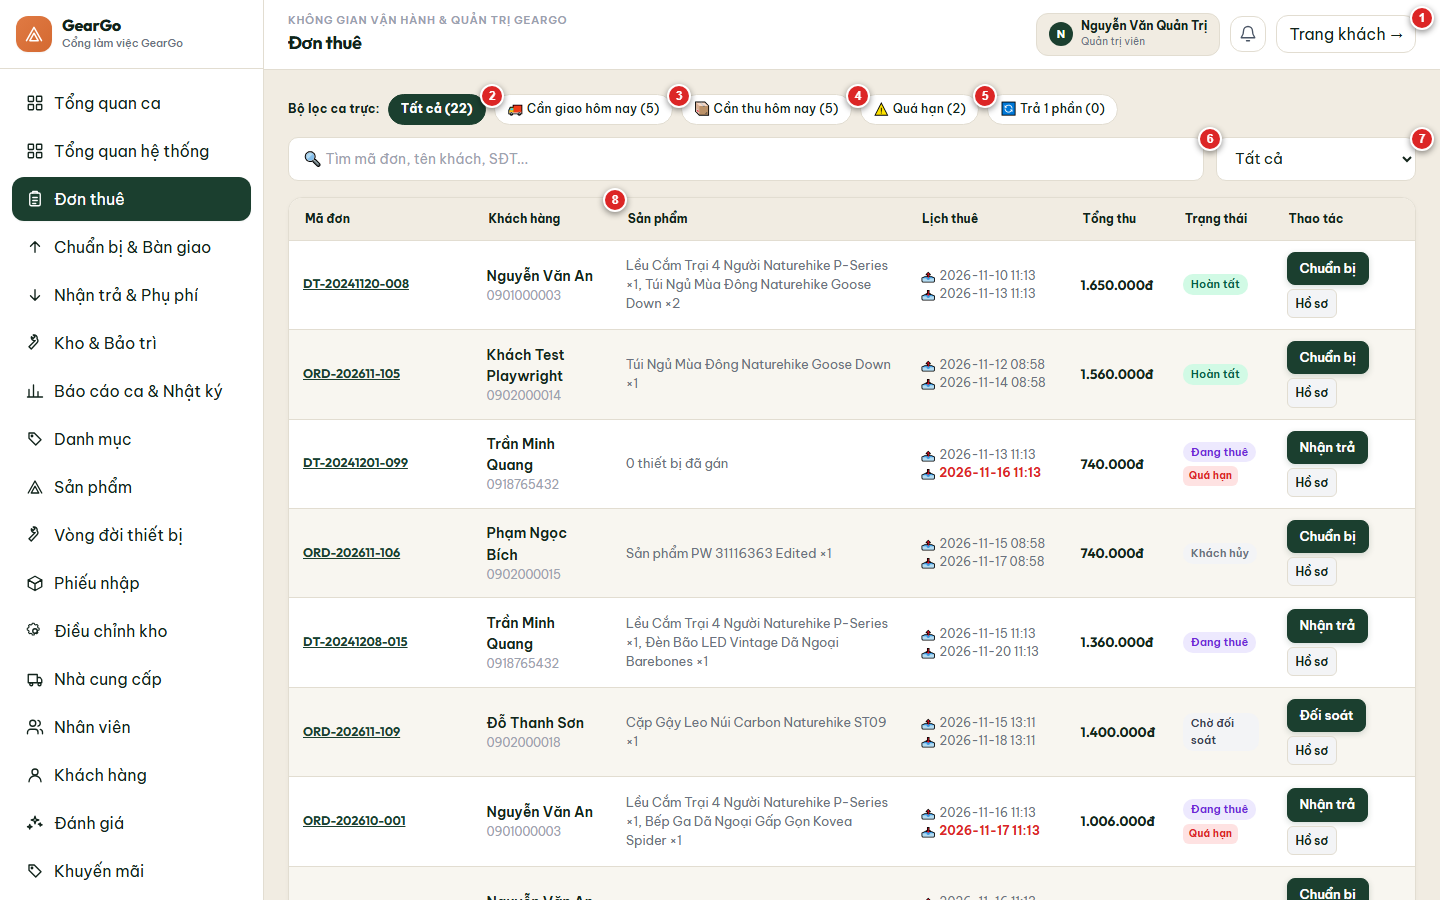 GearGo
Cổng làm việc GearGo
Tổng quan ca
Tổng quan hệ thống
Đơn thuê
Chuẩn bị & Bàn giao
Nhận trả & Phụ phí
Kho & Bảo trì
Báo cáo ca & Nhật ký
Danh mục
Sản phẩm
Vòng đời thiết bị
Phiếu nhập
Điều chỉnh kho
Nhà cung cấp
Nhân viên
Khách hàng
Đánh giá
Khuyến mãi
KHÔNG GIAN VẬN HÀNH & QUẢN TRỊ GEARGO
Đơn thuê
N
Nguyễn Văn Quản Trị
Quản trị viên
Trang khách →
1
Bộ lọc ca trực:
Tất cả (22)
2
Cần giao hôm nay (5)
3
Cần thu hôm nay (5)
4
Quá hạn (2)
5
Trả 1 phần (0)
Tìm mã đơn, tên khách, SĐT...
6
Tất cả
7
8
Mã đơn Khách hàng Sản phẩm Lịch thuê Tổng thu Trạng thái Thao tác
DT-20241120-008
Nguyễn Văn An
0901000003
Lều Cắm Trại 4 Người Naturehike P-Series
×1, Túi Ngủ Mùa Đông Naturehike Goose
Down ×2
2026-11-10 11:13
2026-11-13 11:13
1.650.000đ
Hoàn tất
Chuẩn bị
Hồ sơ
ORD-202611-105
Khách Test
Playwright
0902000014
Túi Ngủ Mùa Đông Naturehike Goose Down
×1
2026-11-12 08:58
2026-11-14 08:58
1.560.000đ
Hoàn tất
Chuẩn bị
Hồ sơ
DT-20241201-099
Trần Minh
Quang
0918765432
0 thiết bị đã gán
2026-11-13 11:13
2026-11-16 11:13
740.000đ
Đang thuê
Quá hạn
Nhận trả
Hồ sơ
ORD-202611-106
Phạm Ngọc
Bích
0902000015
Sản phẩm PW 31116363 Edited ×1
2026-11-15 08:58
2026-11-17 08:58
740.000đ
Khách hủy
Chuẩn bị
Hồ sơ
DT-20241208-015
Trần Minh
Quang
0918765432
Lều Cắm Trại 4 Người Naturehike P-Series
×1, Đèn Bão LED Vintage Dã Ngoại
Barebones ×1
2026-11-15 11:13
2026-11-20 11:13
1.360.000đ
Đang thuê
Nhận trả
Hồ sơ
ORD-202611-109
Đỗ Thanh Sơn
0902000018
Cặp Gậy Leo Núi Carbon Naturehike ST09
×1
2026-11-15 13:11
2026-11-18 13:11
1.400.000đ
Chờ đối
soát
Đối soát
Hồ sơ
ORD-202610-001
Nguyễn Văn An
0901000003
Lều Cắm Trại 4 Người Naturehike P-Series
×1, Bếp Ga Dã Ngoại Gấp Gọn Kovea
Spider ×1
2026-11-16 11:13
2026-11-17 11:13
1.006.000đ
Đang thuê
Quá hạn
Nhận trả
Hồ sơ
Nguyễn Văn An
2026-11-16 11:13
Chuẩn bị